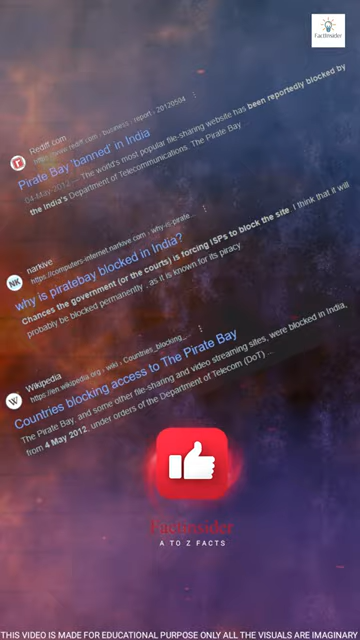 FactInsider
Rediff.com
https://www.rediff.com › business › report › 20120504
Pirate Bay 'banned' in India
04-May-2012 — The world's most popular file-sharing website has been reportedly blocked by
the India's Department of Telecommunications. The Pirate Bay ...
NK
narkive
https://computers-internet.narkive.com › why-is-pirate...
why is piratebay blocked in India?
Chances the government (or the courts) is forcing ISPs to block the site . I think that it will
probably be blocked permanently , as it is known for its piracy
W
Wikipedia
https://en.wikipedia.org › wiki › Countries_blocking_...
Countries blocking access to The Pirate Bay
The Pirate Bay, and some other file-sharing and video streaming sites, were blocked in India,
from 4 May 2012, under orders of the Department of Telecom (DoT) ...
FactInsider
A TO Z FACTS
THIS VIDEO IS MADE FOR EDUCATIONAL PURPOSE ONLY ALL THE VISUALS ARE IMAGINARY